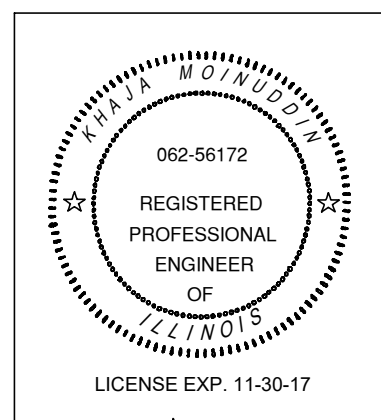 KHAJA MOINUDDIN
062-56172
REGISTERED
PROFESSIONAL
ENGINEER
OF
ILLINOIS
LICENSE EXP. 11-30-17